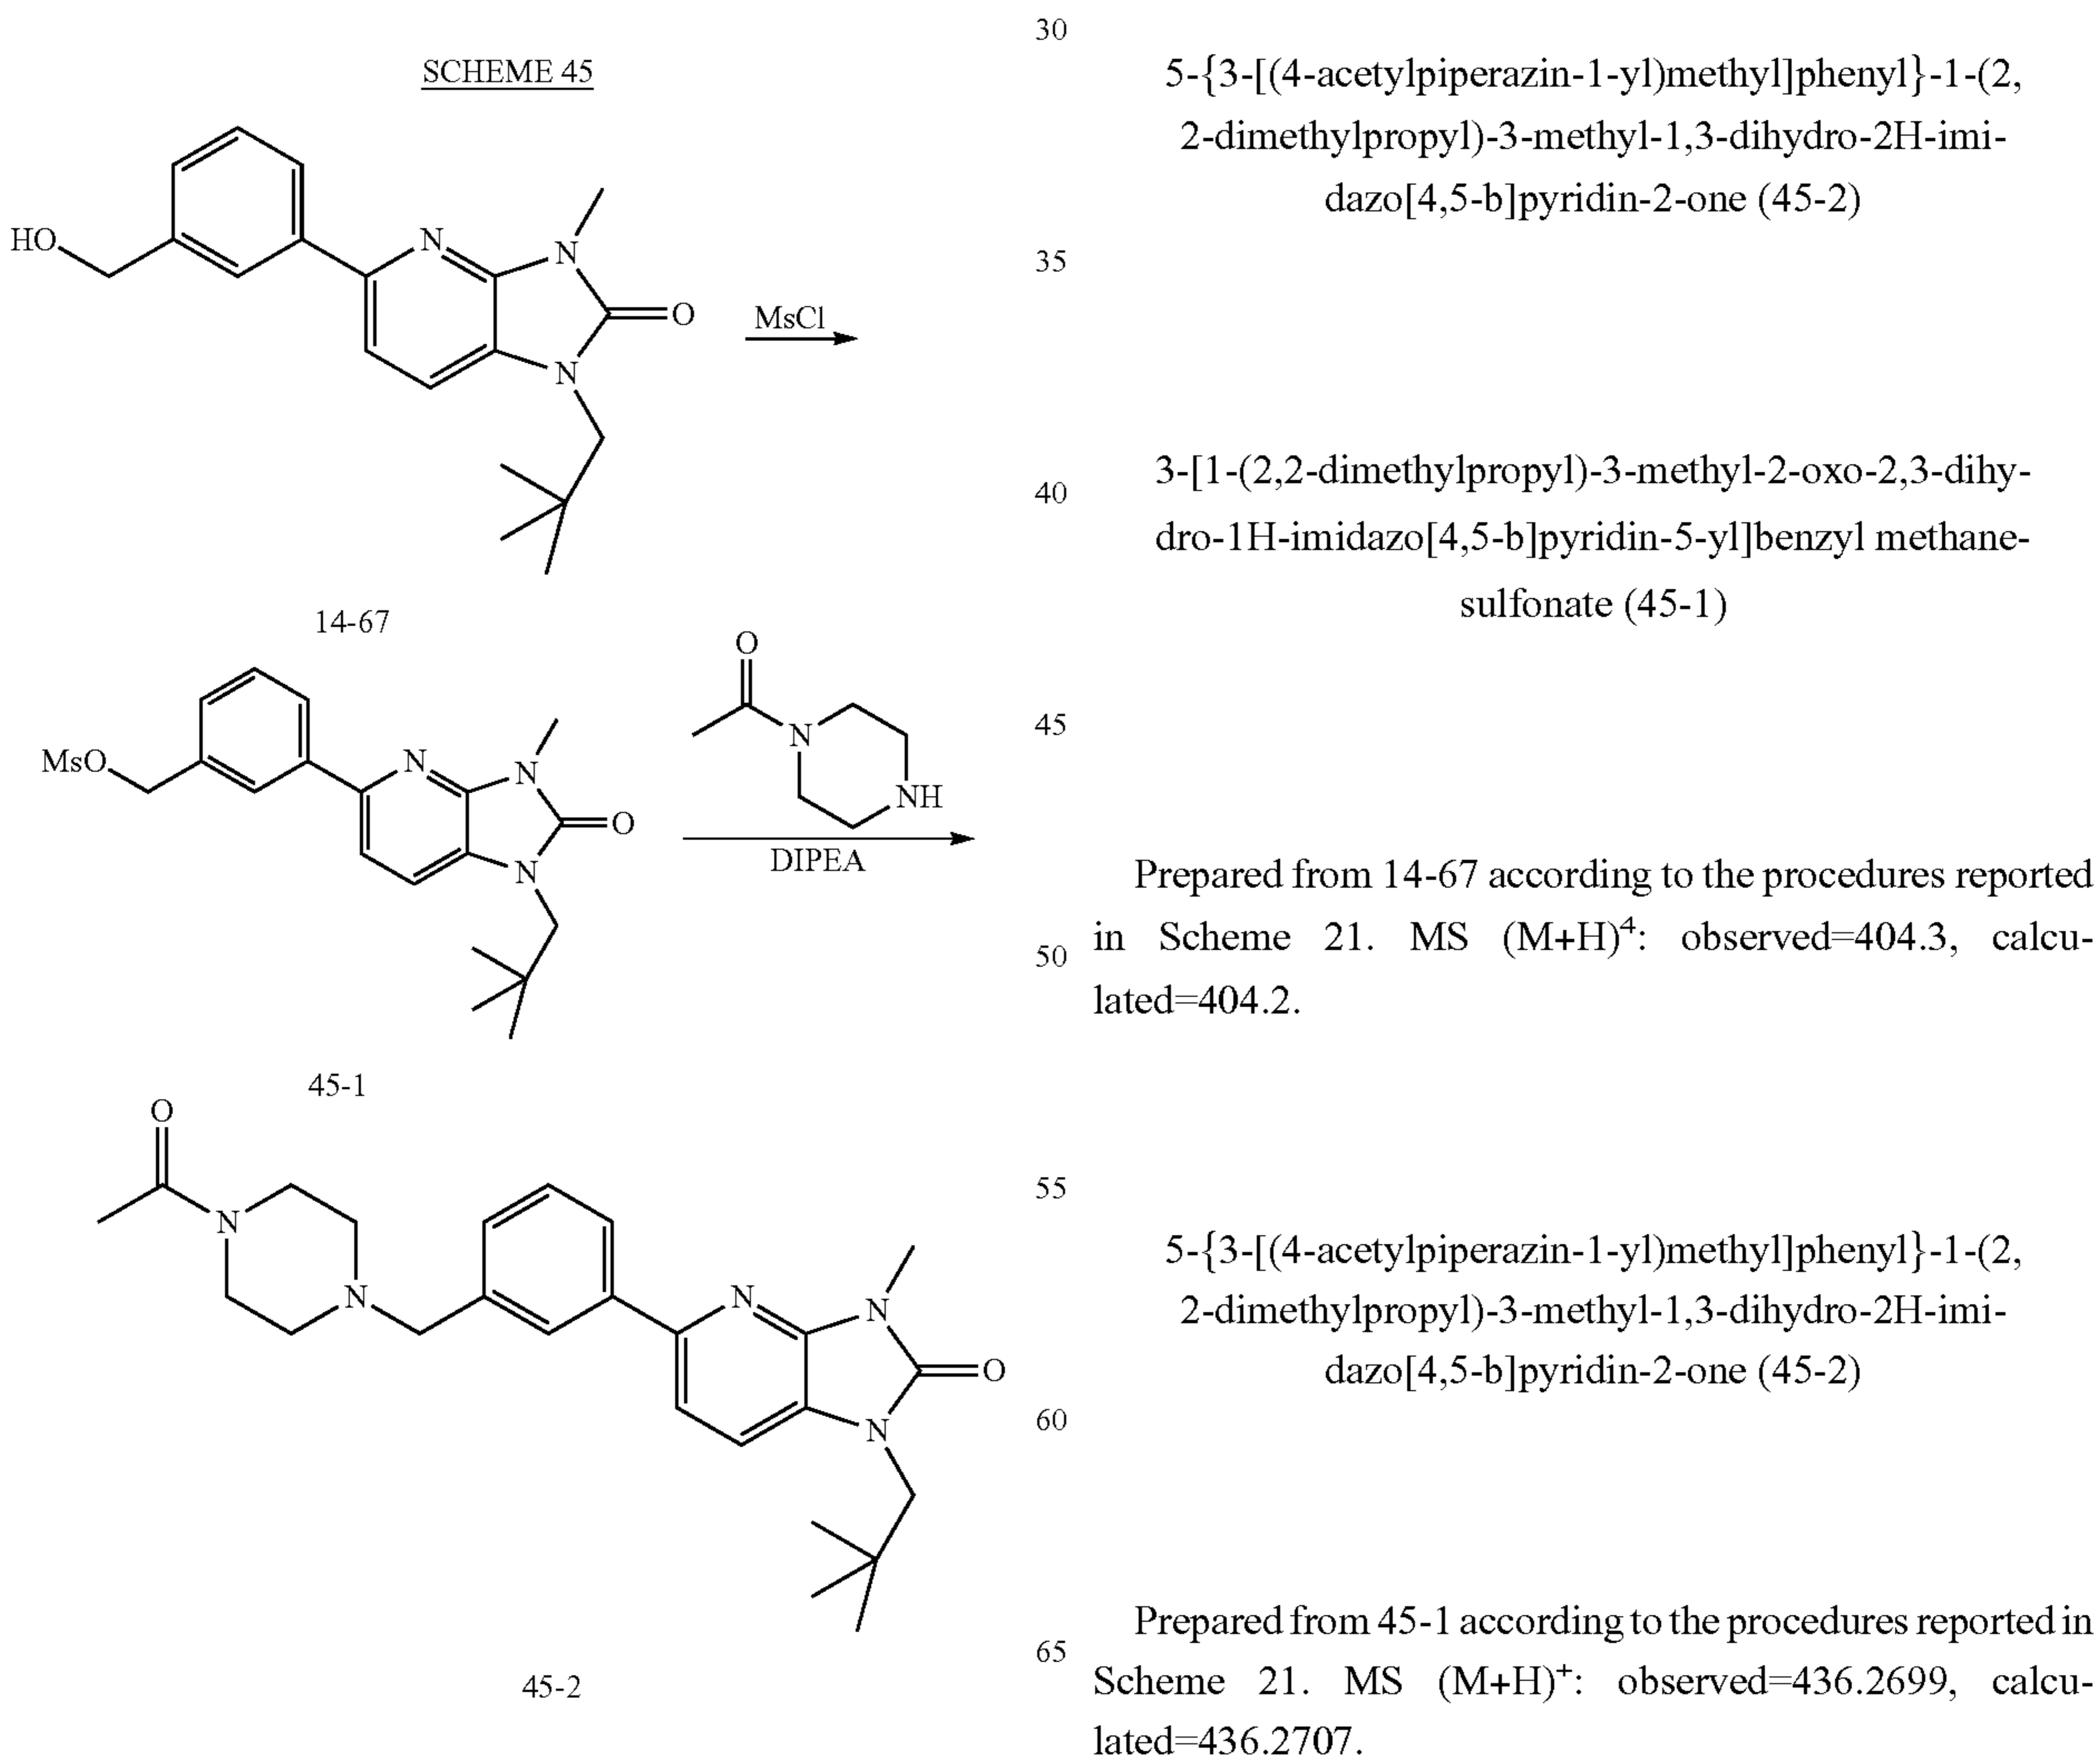 SCHEME 45
HO
N
N
O
N
MsCl
14-67
MsO
N
N
O
N
O
N
NH
DIPEA
45-1
O
N
N
N
N
O
N
45-2
30
5-{3-[(4-acetylpiperazin-1-yl)methyl]phenyl}-1-(2,
2-dimethylpropyl)-3-methyl-1,3-dihydro-2H-imi-
dazo[4,5-b]pyridin-2-one (45-2)
35
40
3-[1-(2,2-dimethylpropyl)-3-methyl-2-oxo-2,3-dihy-
dro-1H-imidazo[4,5-b]pyridin-5-yl]benzyl methane-
sulfonate (45-1)
45
Prepared from 14-67 according to the procedures reported
in Scheme 21. MS (M+H)⁴: observed=404.3, calcu-
50
lated=404.2.
55
5-{3-[(4-acetylpiperazin-1-yl)methyl]phenyl}-1-(2,
2-dimethylpropyl)-3-methyl-1,3-dihydro-2H-imi-
dazo[4,5-b]pyridin-2-one (45-2)
60
Prepared from 45-1 according to the procedures reported in
65
Scheme 21. MS (M+H)⁺: observed=436.2699, calcu-
lated=436.2707.